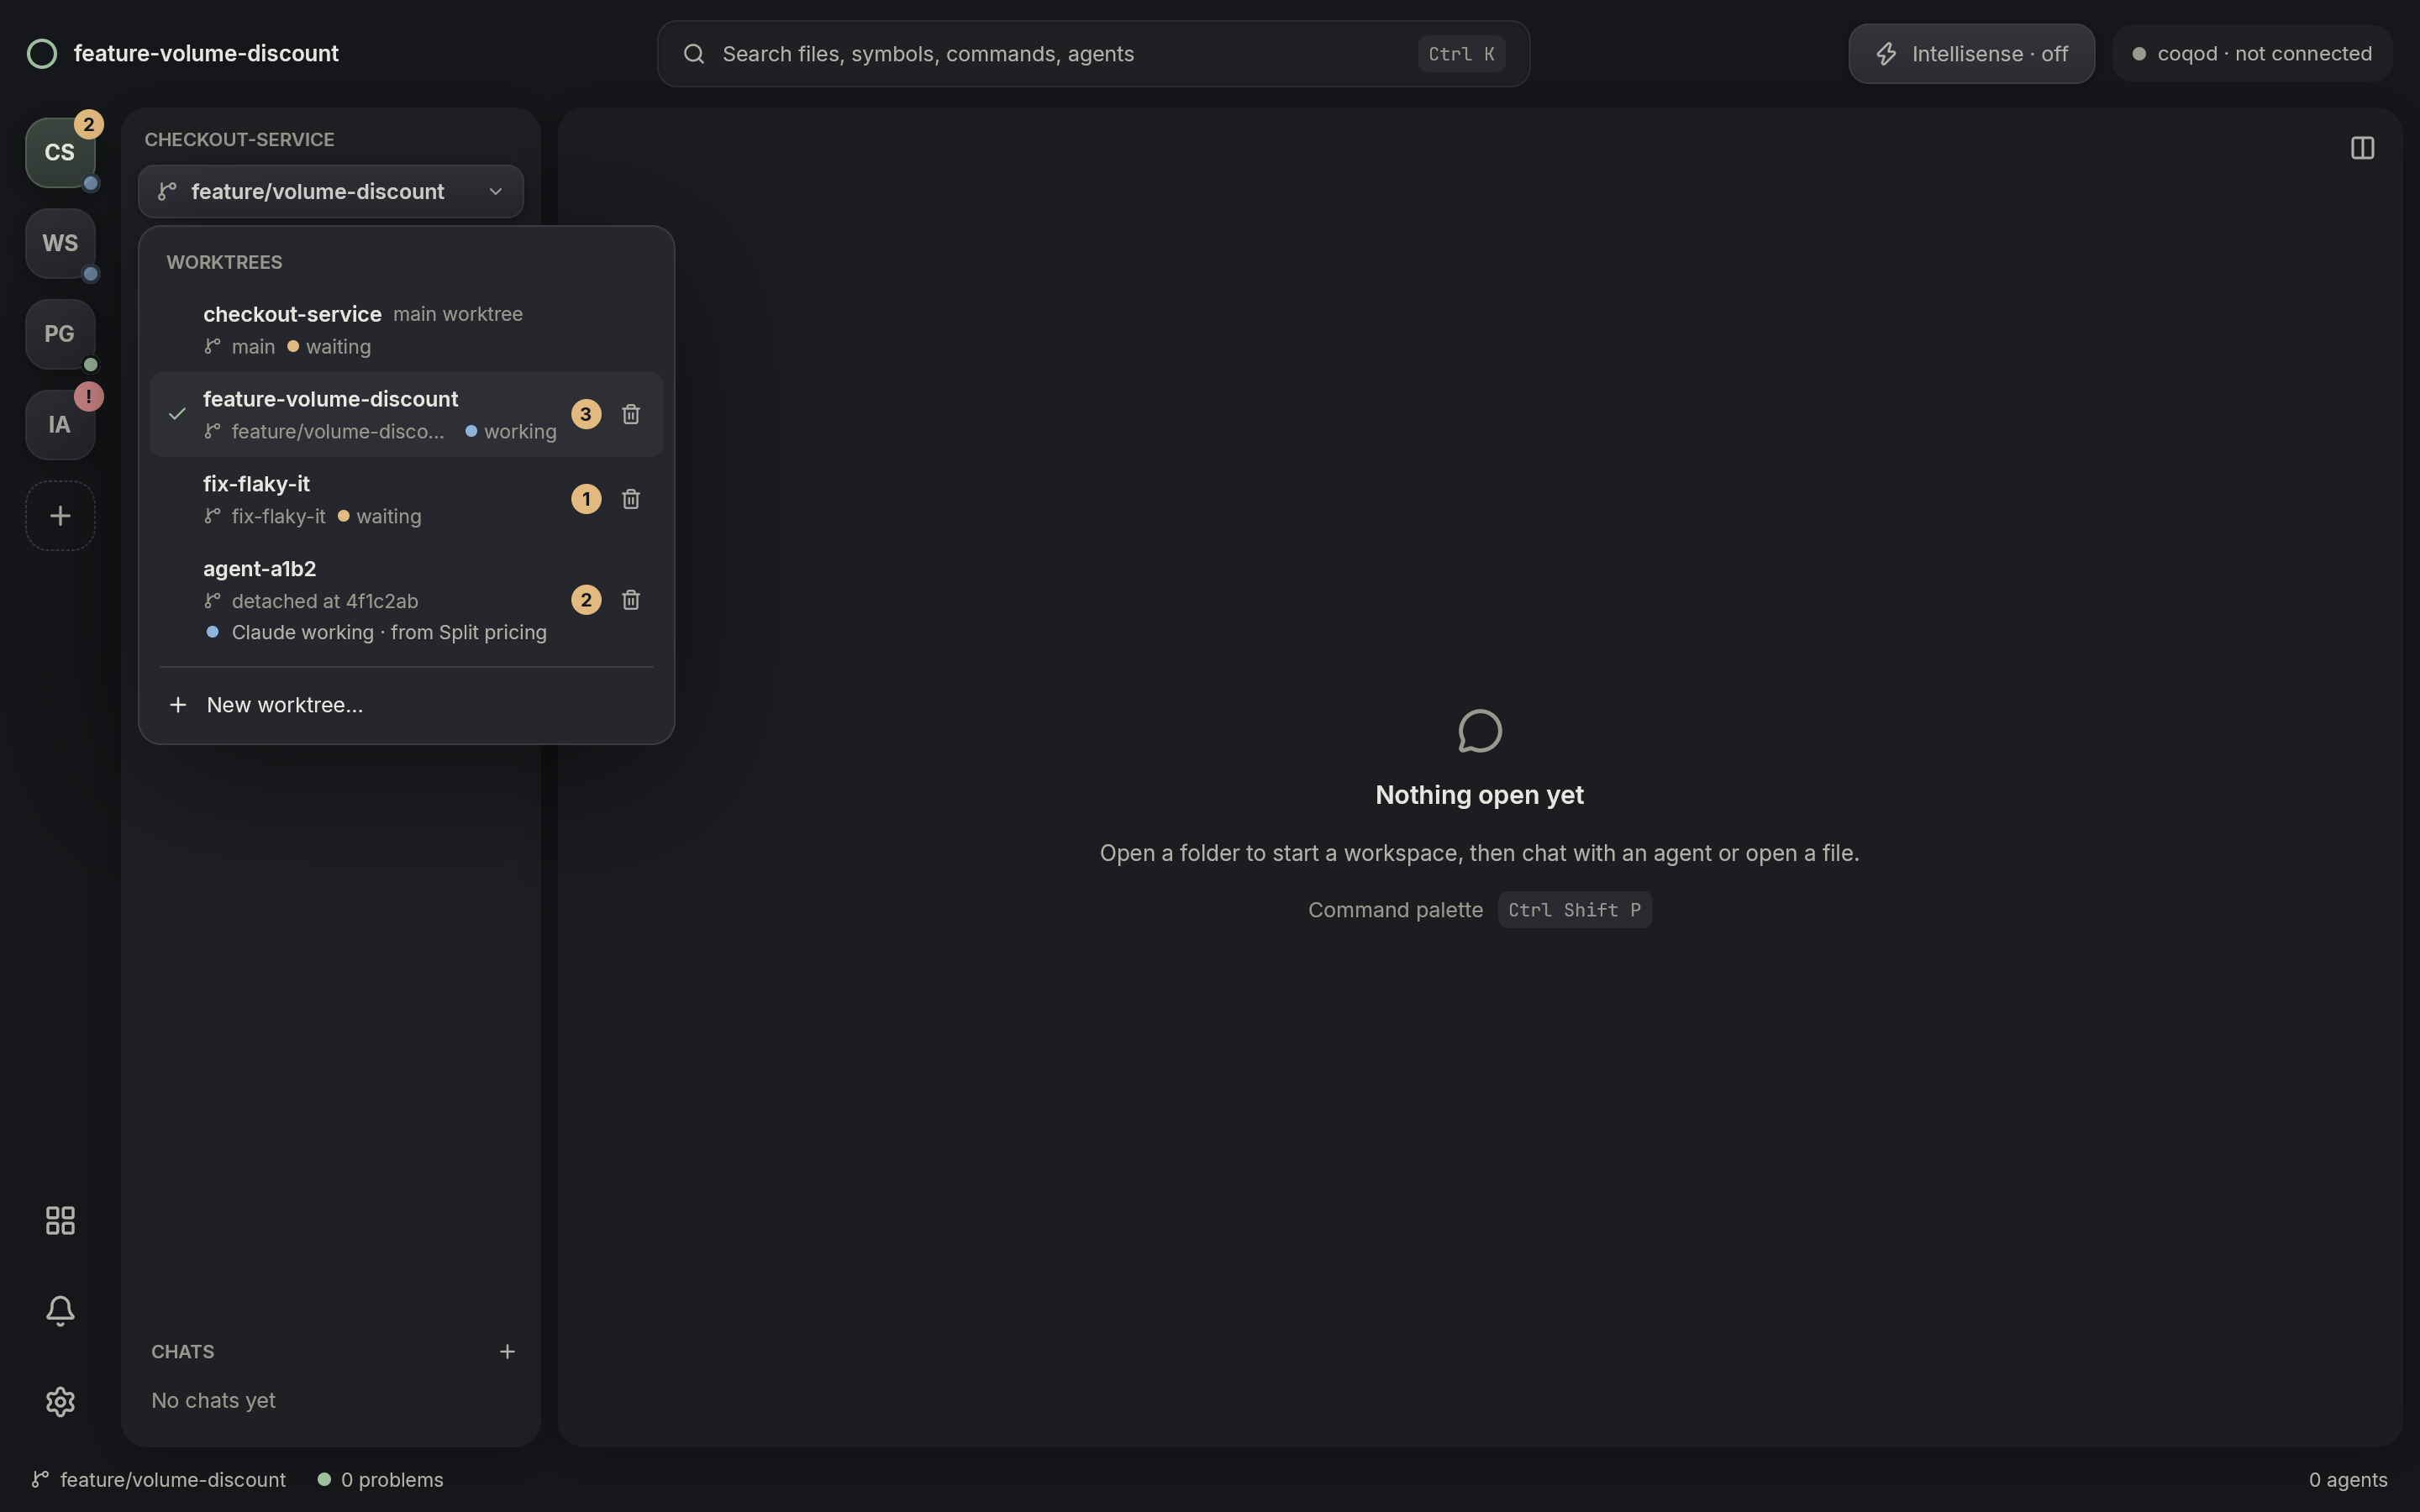 feature-volume-discount
Search files, symbols, commands, agents
Ctrl K
Intellisense · off
coqod · not connected
CS
2
WS
PG
IA
!
CHECKOUT-SERVICE
feature/volume-discount
WORKTREES
checkout-service main worktree
main waiting
feature-volume-discount
feature/volume-disco... working
3
fix-flaky-it
fix-flaky-it waiting
1
agent-a1b2
detached at 4f1c2ab
Claude working · from Split pricing
2
New worktree...
Nothing open yet
Open a folder to start a workspace, then chat with an agent or open a file.
Command palette Ctrl Shift P
CHATS
No chats yet
feature/volume-discount
0 problems
0 agents